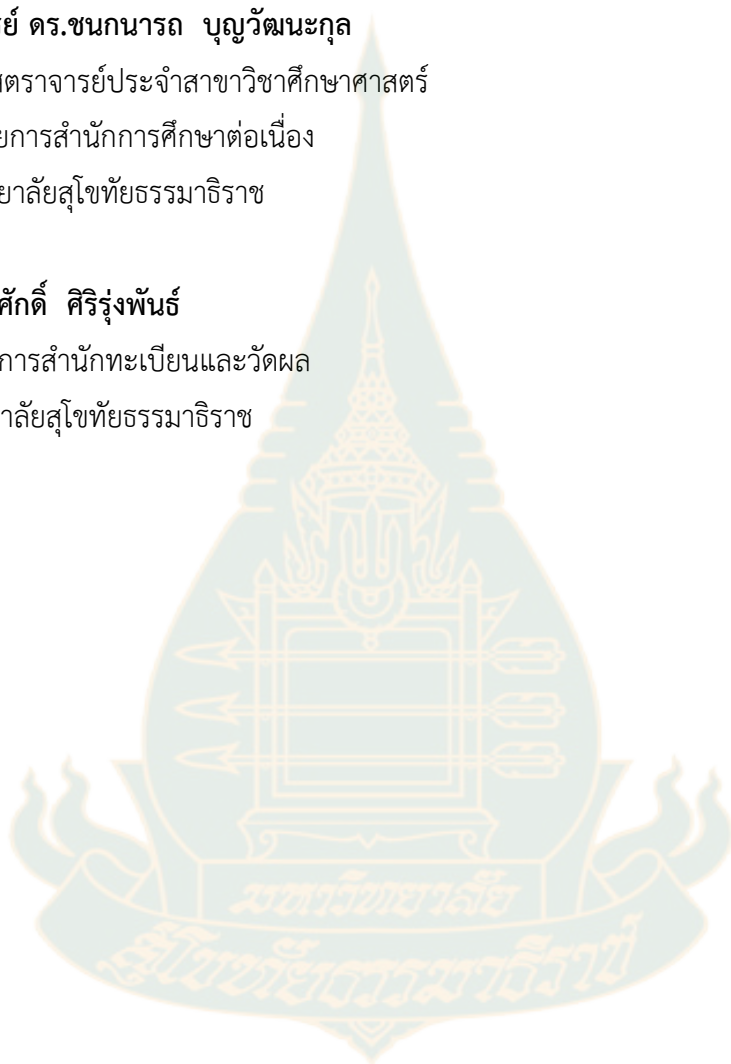 ดร.ชนกนารถ บุญวัฒนะกุล
สตราจารย์ประจำสาขาวิชาศึกษาศาสตร์
ยการสำนักการศึกษาต่อเนื่อง
ยาลัยสุโขทัยธรรมาธิราช
ศักดิ์ ศิริรุ่งพันธ์
การสำนักทะเบียนและวัดผล
าลัยสุโขทัยธรรมาธิราช
มหาวิทยาลัย
สุโขทัยธรรมาธิราช